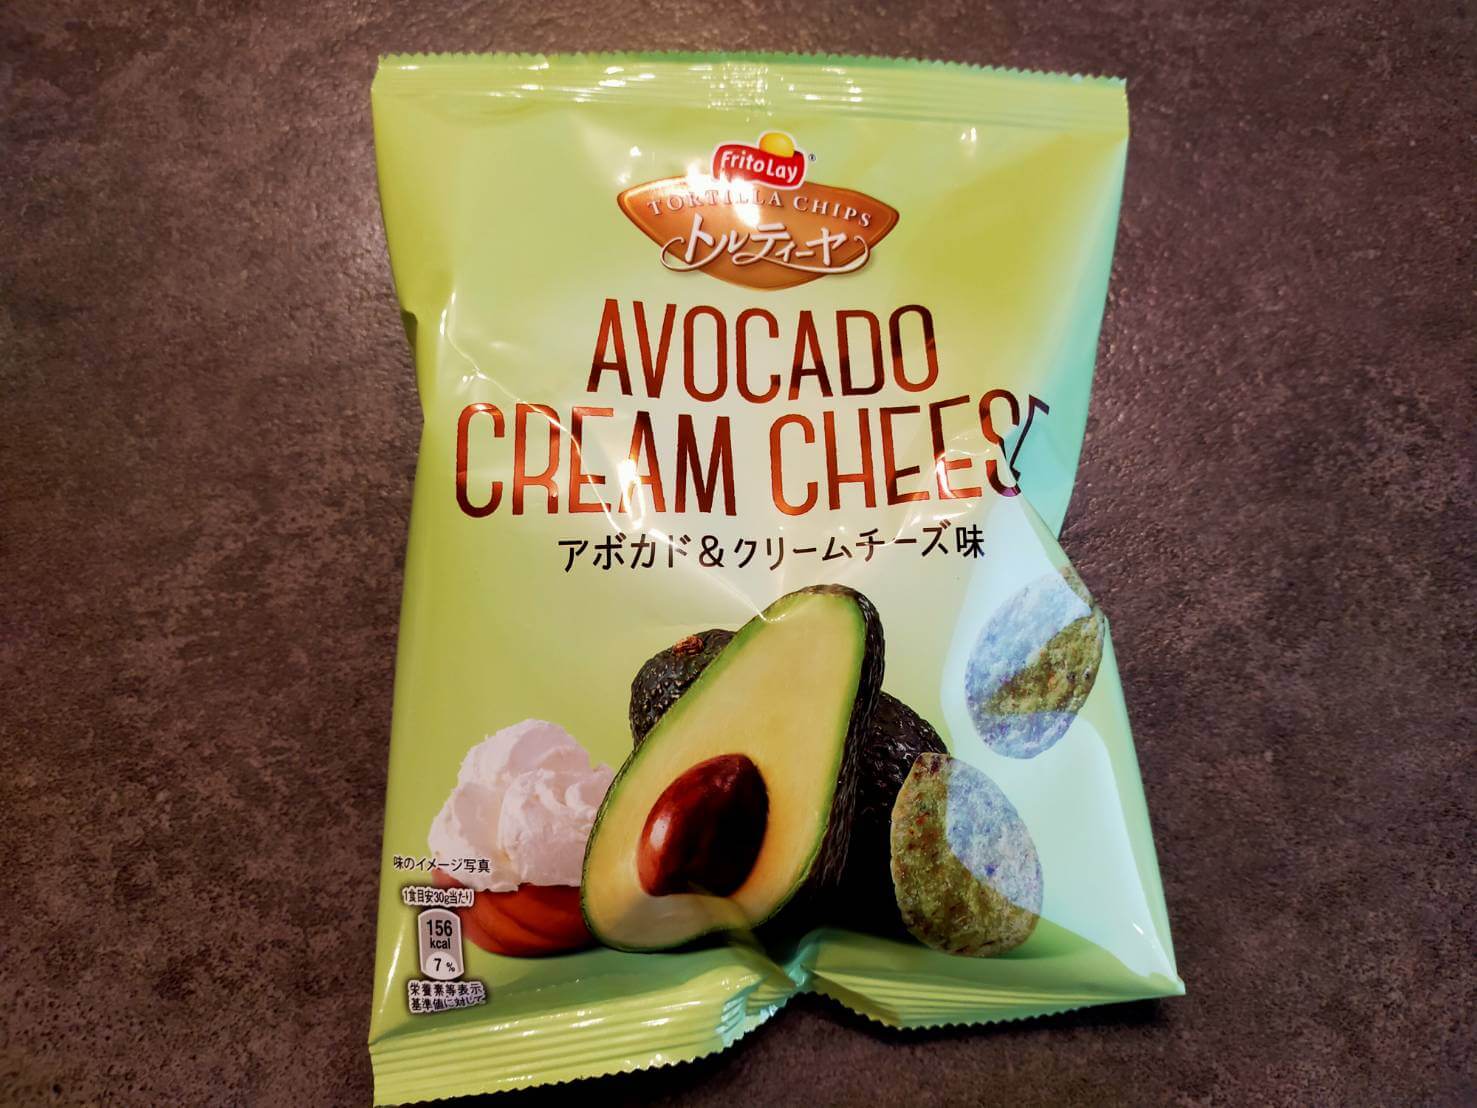 FritoLay
TORTILLA CHIPS
トルティーヤ
AVOCADO
CREAM CHEESE
アボカド&クリームチーズ味
味のイメージ写真
1食目安30g当たり
156
kcal
7 %
栄養素等表示
基準値に対して